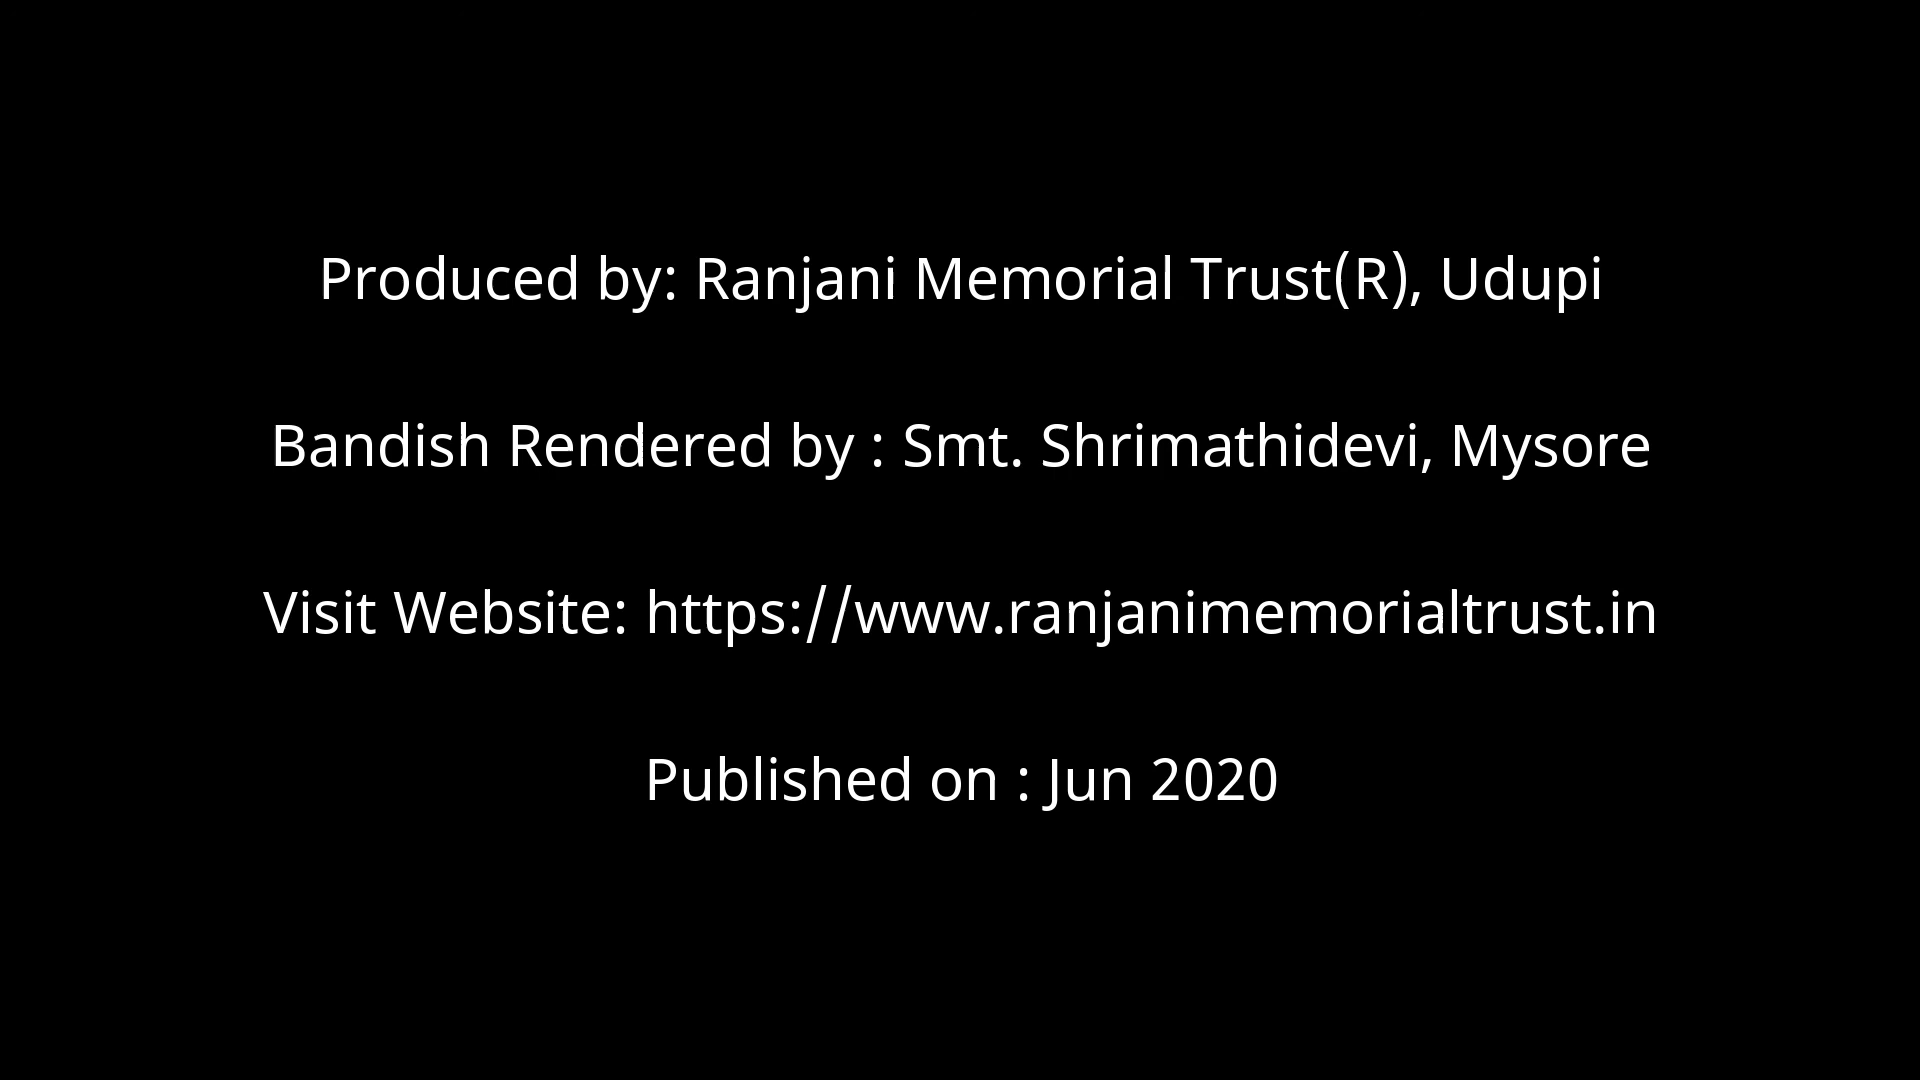 Produced by: Ranjani Memorial Trust(R), Udupi
Bandish Rendered by : Smt. Shrimathidevi, Mysore
Visit Website: https://www.ranjanimemorialtrust.in
Published on : Jun 2020